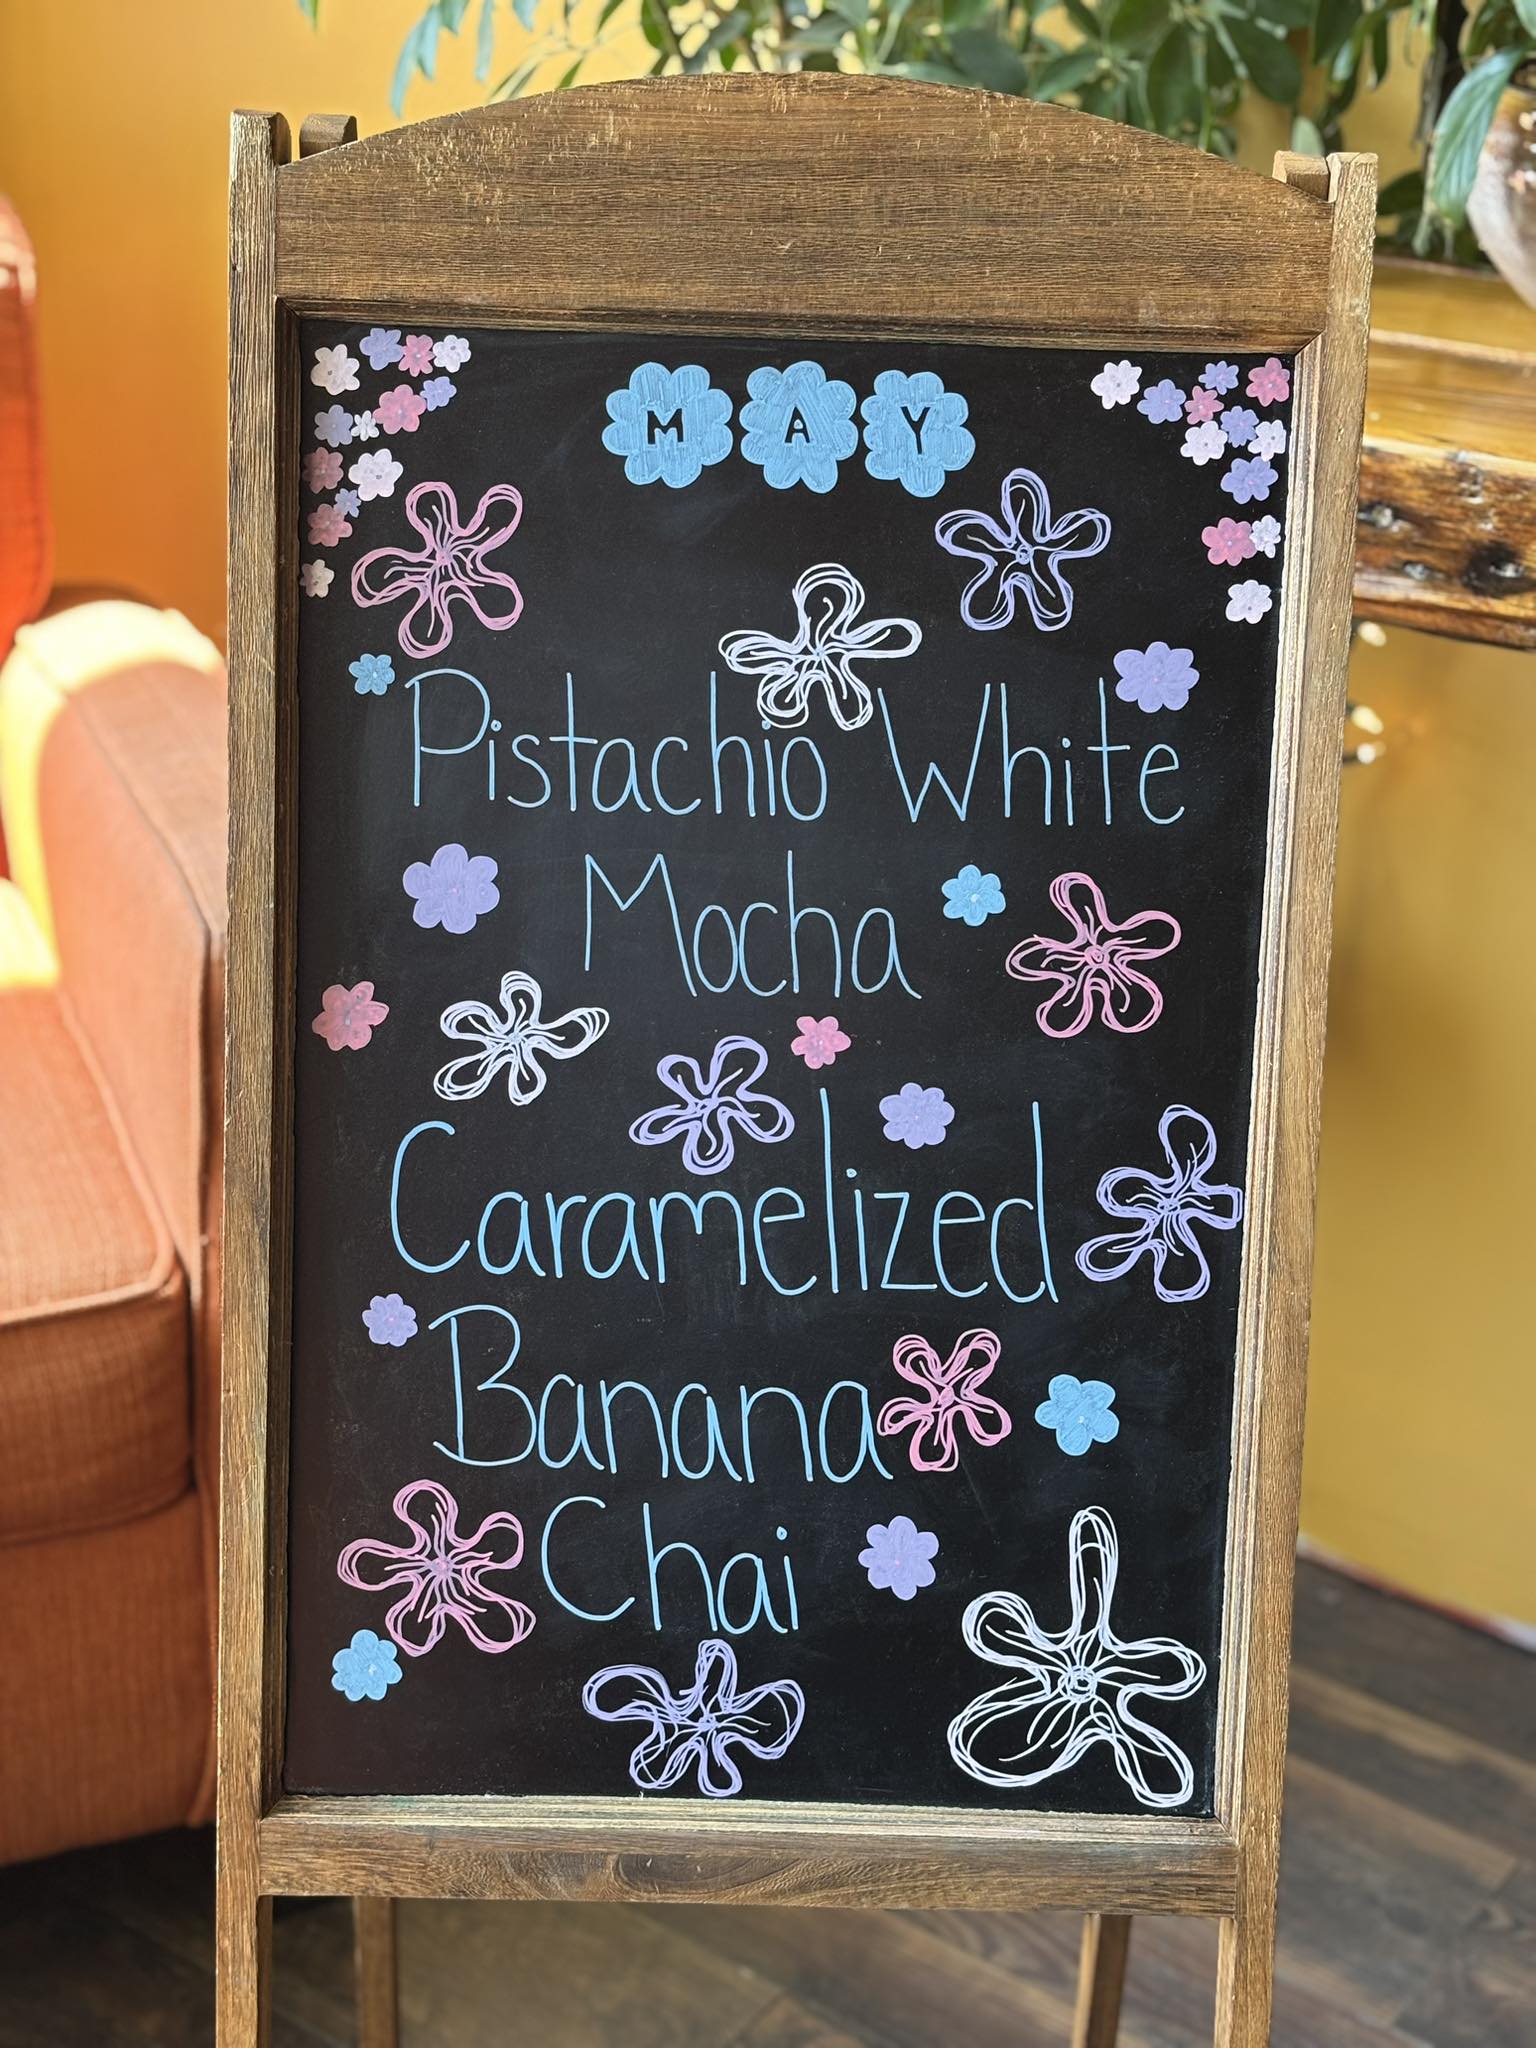 MAY
Pistachio White
Mocha
Caramelized
Banana
Chai